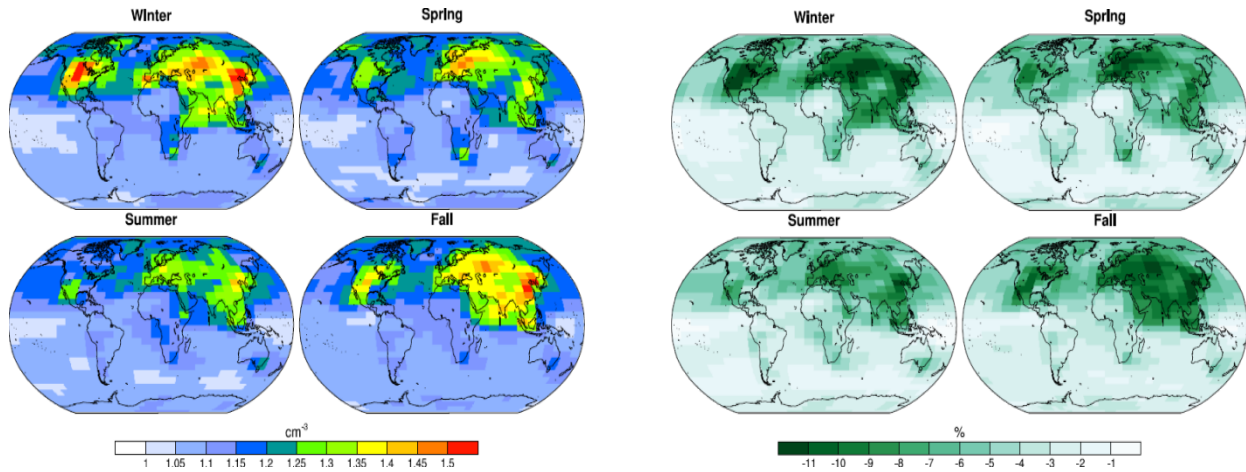 Winter Spring
Summer Fall
cm-3
1 1.05 1.1 1.15 1.2 1.25 1.3 1.35 1.4 1.45 1.5
Winter Spring
Summer Fall
%
-11 -10 -9 -8 -7 -6 -5 -4 -3 -2 -1